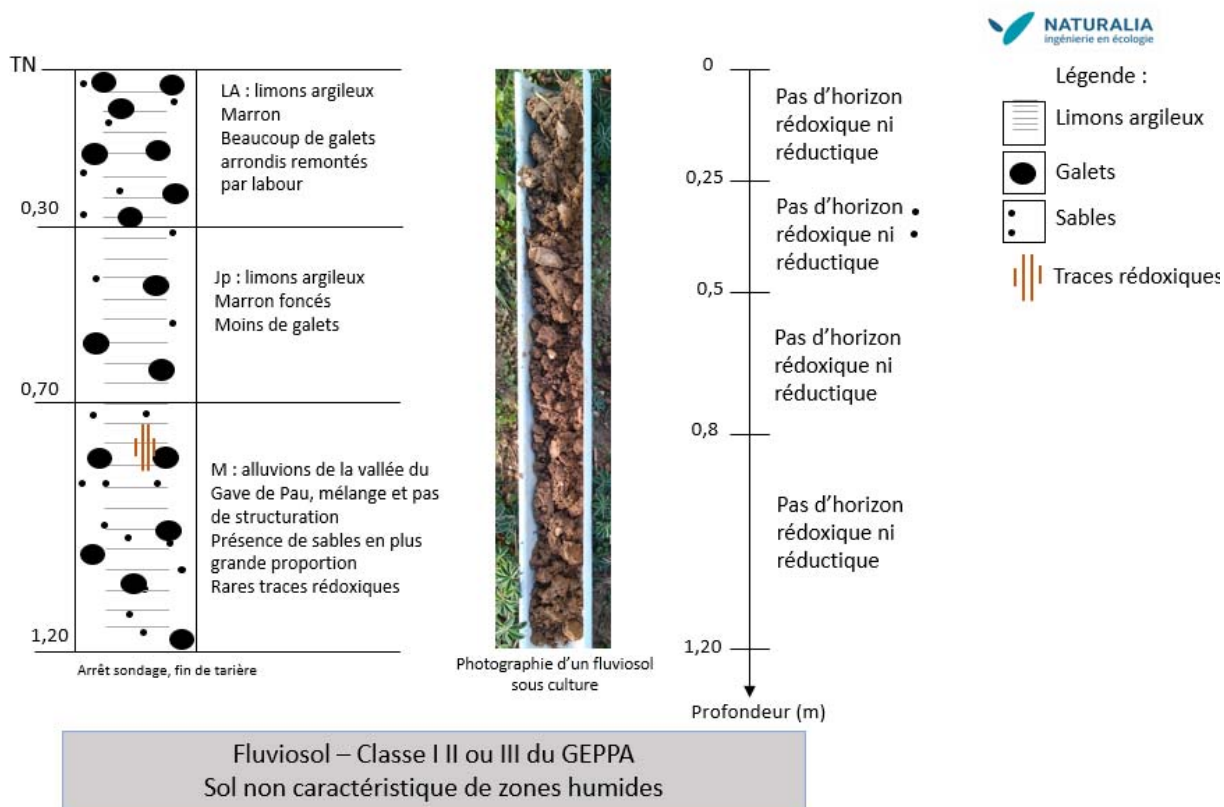 NATURALIA
ingénierie en écologie
TN
0,30
0,70
1,20
LA : limons argileux
Marron
Beaucoup de galets
arrondis remontés
par labour
Jp : limons argileux
Marron foncés
Moins de galets
M : alluvions de la vallée du
Gave de Pau, mélange et pas
de structuration
Présence de sables en plus
grande proportion
Rares traces rédoxiques
Arrêt sondage, fin de tarière
Photographie d'un fluviosol
sous culture
0
0,25
0,5
0,8
1,20
Profondeur (m)
Pas d'horizon
rédoxique ni
réductique
Pas d'horizon
rédoxique ni
réductique
Pas d'horizon
rédoxique ni
réductique
Pas d'horizon
rédoxique ni
réductique
Légende :
Limons argileux
Galets
Sables
Traces rédoxiques
Fluviosol – Classe I II ou III du GEPPA
Sol non caractéristique de zones humides